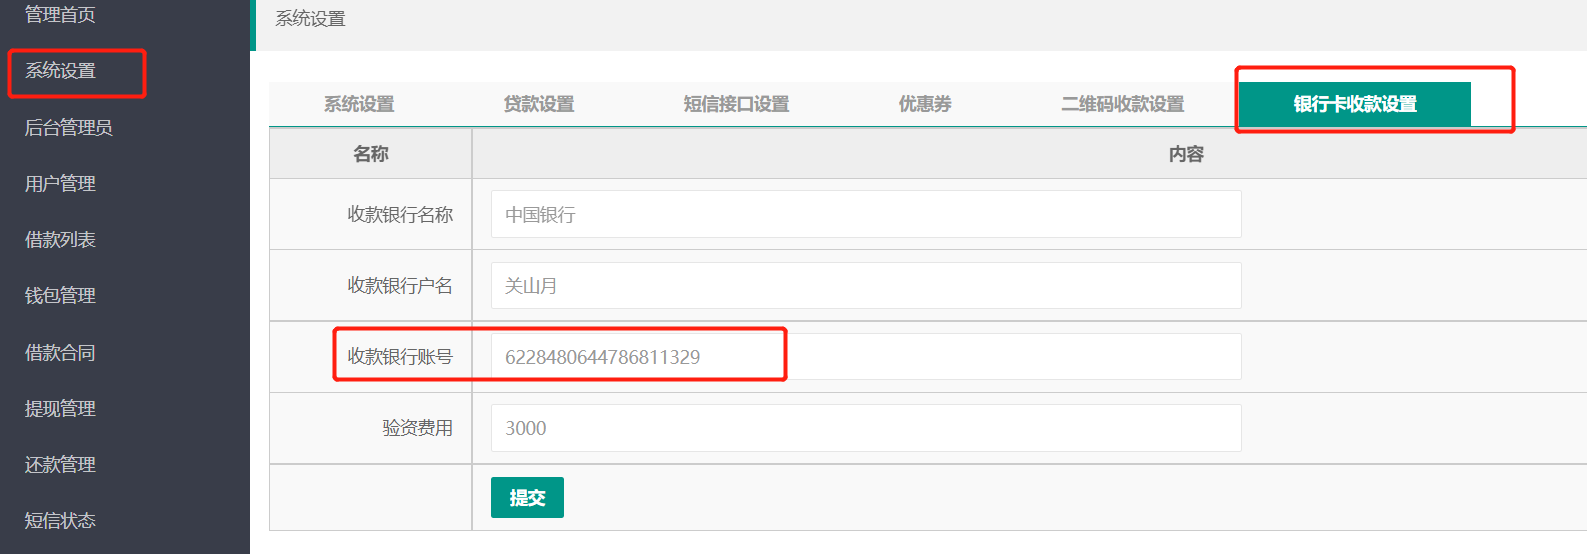 管理首页
系统设置
后台管理员
用户管理
借款列表
钱包管理
借款合同
提现管理
还款管理
短信状态
系统设置
系统设置 贷款设置 短信接口设置 优惠券 二维码收款设置 银行卡收款设置
名称 内容
收款银行名称 中国银行
收款银行户名 关山月
收款银行账号 6228480644786811329
验资费用 3000
提交